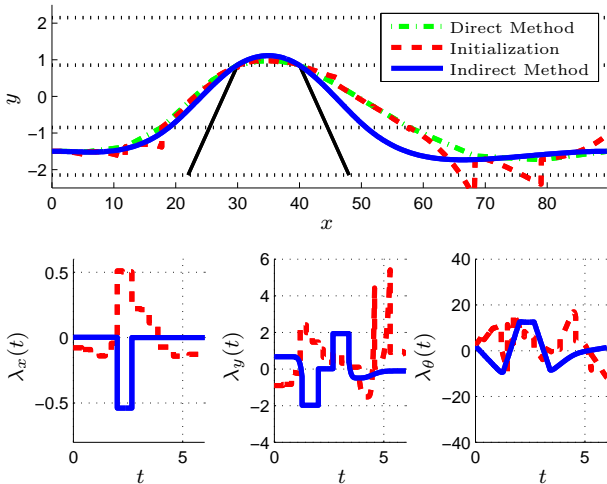 2
1
0
−1
−2
y
Direct Method
Initialization
Indirect Method
0 10 20 30 40 50 60 70 80
x
0.5
0
−0.5
λx(t)
0 5
t
6
4
2
0
−2
−4
λy(t)
0 5
t
40
20
0
−20
−40
λθ(t)
0 5
t